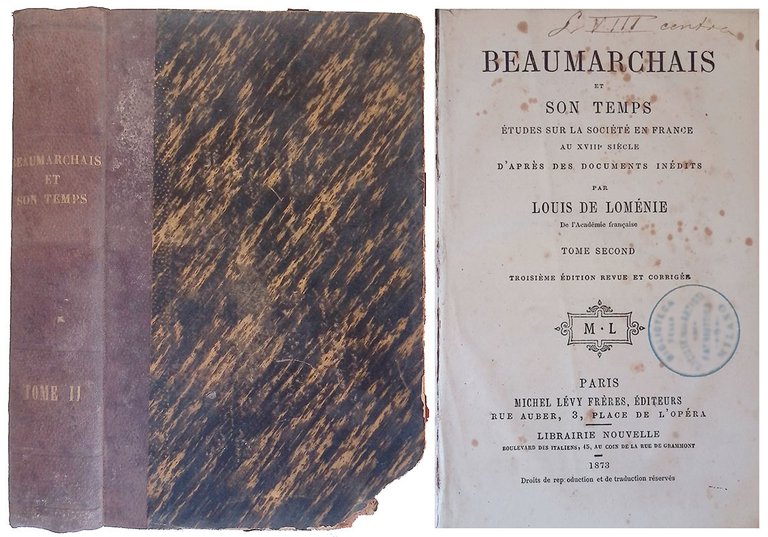 BEAUMARCHAIS
ET
SON TEMPS
TOME II
L VIII centra
BEAUMARCHAIS
ET
SON TEMPS
ÉTUDES SUR LA SOCIÉTÉ EN FRANCE
AU XVIIIe SIÈCLE
D'APRÈS DES DOCUMENTS INÉDITS
PAR
LOUIS DE LOMÉNIE
De l'Académie française
TOME SECOND
TROISIÈME ÉDITION REVUE ET CORRIGÉE
M · L
PARIS
MICHEL LÉVY FRÈRES, ÉDITEURS
RUE AUBER, 3, PLACE DE L'OPÉRA
LIBRAIRIE NOUVELLE
BOULEVARD DES ITALIENS, 15, AU COIN DE LA RUE DE GRAMMONT
1873
Droits de rep oduction et de traduction réservés